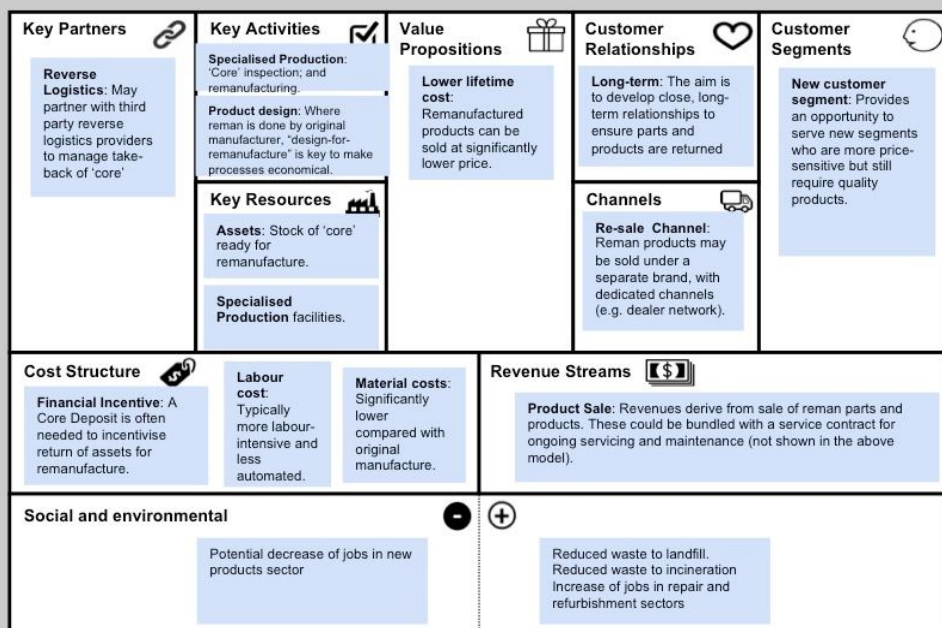 Key Partners
Reverse
Logistics: May
partner with third
party reverse
logistics providers
to manage take-
back of ‘core’
Key Activities
Specialised Production:
‘Core’ inspection; and
remanufacturing.
Product design: Where
reman is done by original
manufacturer, “design-for-
remanufacture” is key to make
processes economical.
Key Resources
Assets: Stock of ‘core’
ready for
remanufacture.
Specialised
Production facilities.
Value
Propositions
Lower lifetime
cost:
Remanufactured
products can be
sold at significantly
lower price.
Customer
Relationships
Long-term: The aim is
to develop close, long-
term relationships to
ensure parts and
products are returned
Channels
Re-sale Channel:
Reman products may
be sold under a
separate brand, with
dedicated channels
(e.g. dealer network).
Customer
Segments
New customer
segment: Provides
an opportunity to
serve new segments
who are more price-
sensitive but still
require quality
products.
Cost Structure
Financial Incentive: A
Core Deposit is often
needed to incentivise
return of assets for
remanufacture.
Labour
cost:
Typically
more labour-
intensive and
less
automated.
Material costs:
Significantly
lower
compared with
original
manufacture.
Revenue Streams
Product Sale: Revenues derive from sale of reman parts and
products. These could be bundled with a service contract for
ongoing servicing and maintenance (not shown in the above
model).
Social and environmental
Potential decrease of jobs in new
products sector
Reduced waste to landfill.
Reduced waste to incineration
Increase of jobs in repair and
refurbishment sectors